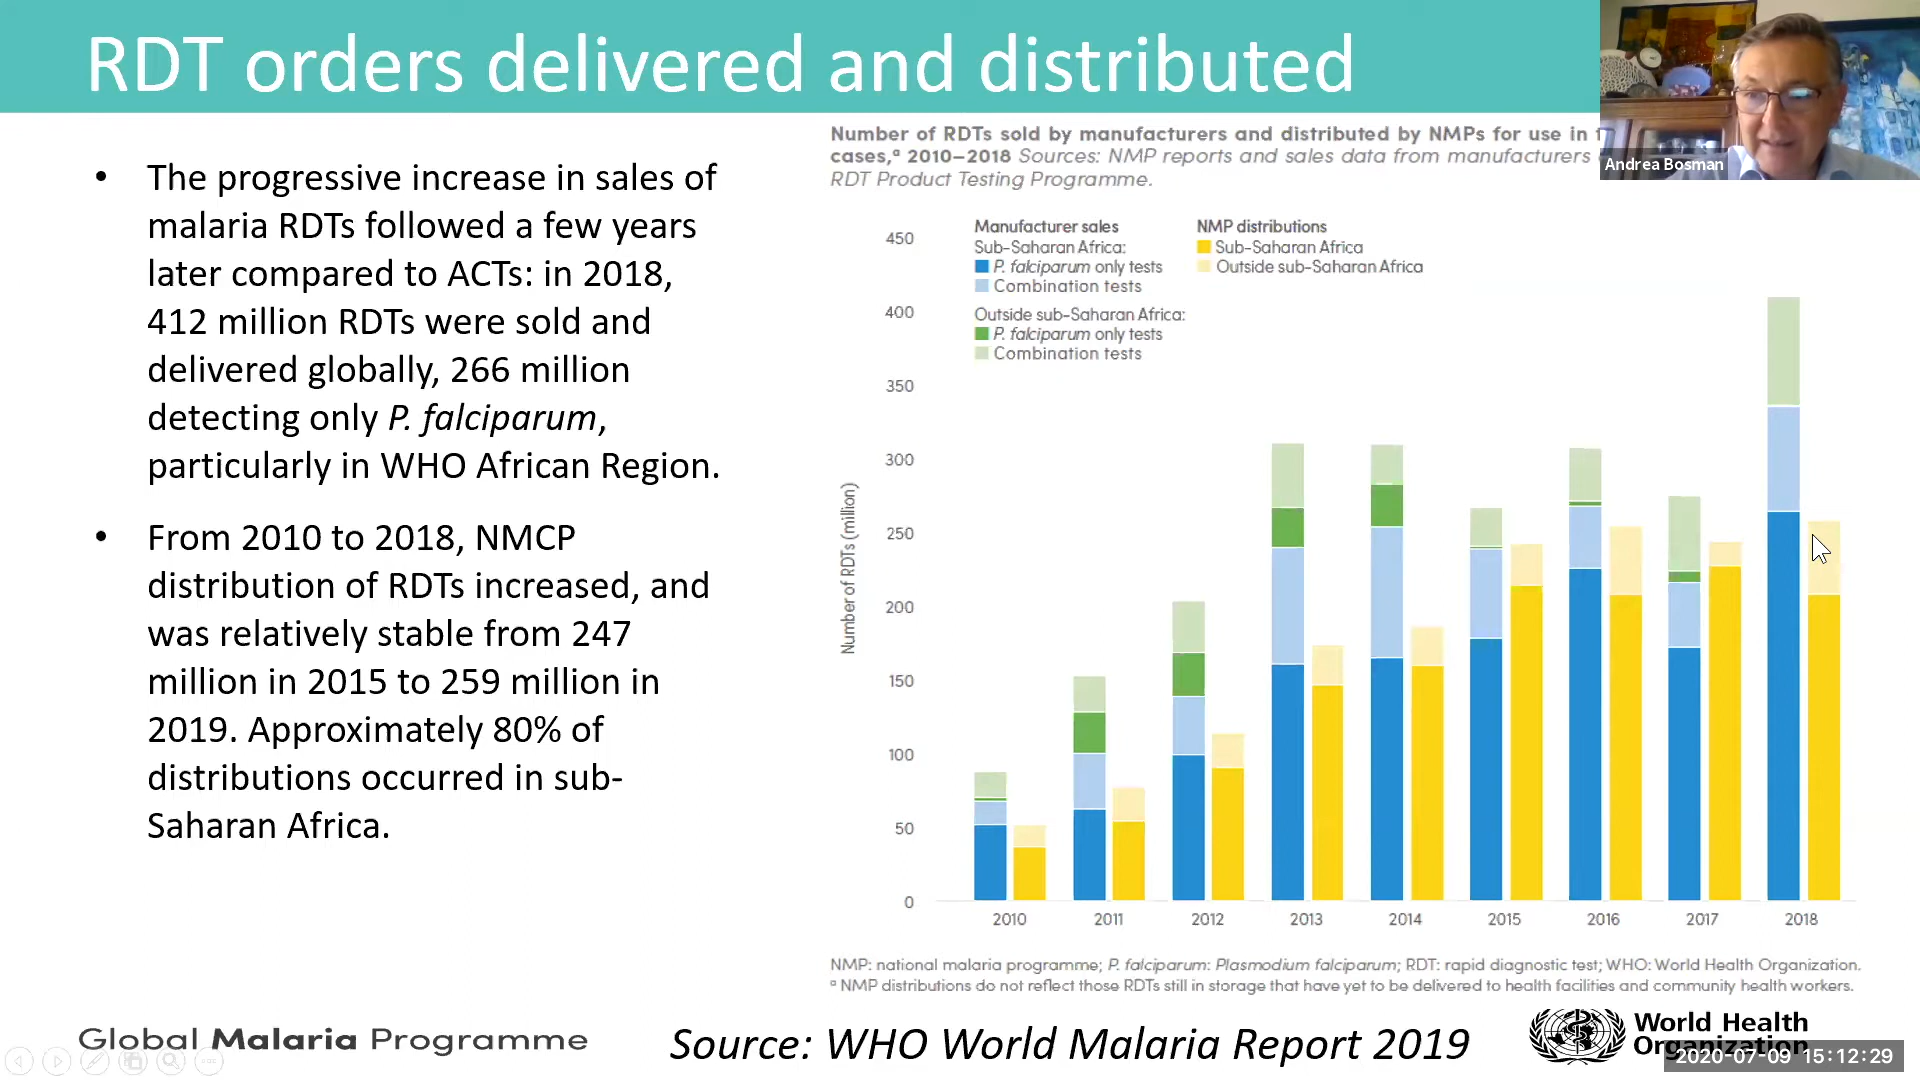 RDT orders delivered and distributed
Andrea Bosman
• The progressive increase in sales of
malaria RDTs followed a few years
later compared to ACTs: in 2018,
412 million RDTs were sold and
delivered globally, 266 million
detecting only P. falciparum,
particularly in WHO African Region.
• From 2010 to 2018, NMCP
distribution of RDTs increased, and
was relatively stable from 247
million in 2015 to 259 million in
2019. Approximately 80% of
distributions occurred in sub-
Saharan Africa.
Number of RDTs sold by manufacturers and distributed by NMPs for use in
cases,ª 2010–2018 Sources: NMP reports and sales data from manufacturers
RDT Product Testing Programme.
Manufacturer sales
Sub-Saharan Africa:
P. falciparum only tests
Combination tests
Outside sub-Saharan Africa:
P. falciparum only tests
Combination tests
NMP distributions
Sub-Saharan Africa
Outside sub-Saharan Africa
Number of RDTs (million)
450
400
350
300
250
200
150
100
50
0
2010 2011 2012 2013 2014 2015 2016 2017 2018
NMP: national malaria programme; P. falciparum: Plasmodium falciparum; RDT: rapid diagnostic test; WHO: World Health Organization.
ª NMP distributions do not reflect those RDTs still in storage that have yet to be delivered to health facilities and community health workers.
Global Malaria Programme
Source: WHO World Malaria Report 2019
World Health
Organization
2020-07-09 15:12:29